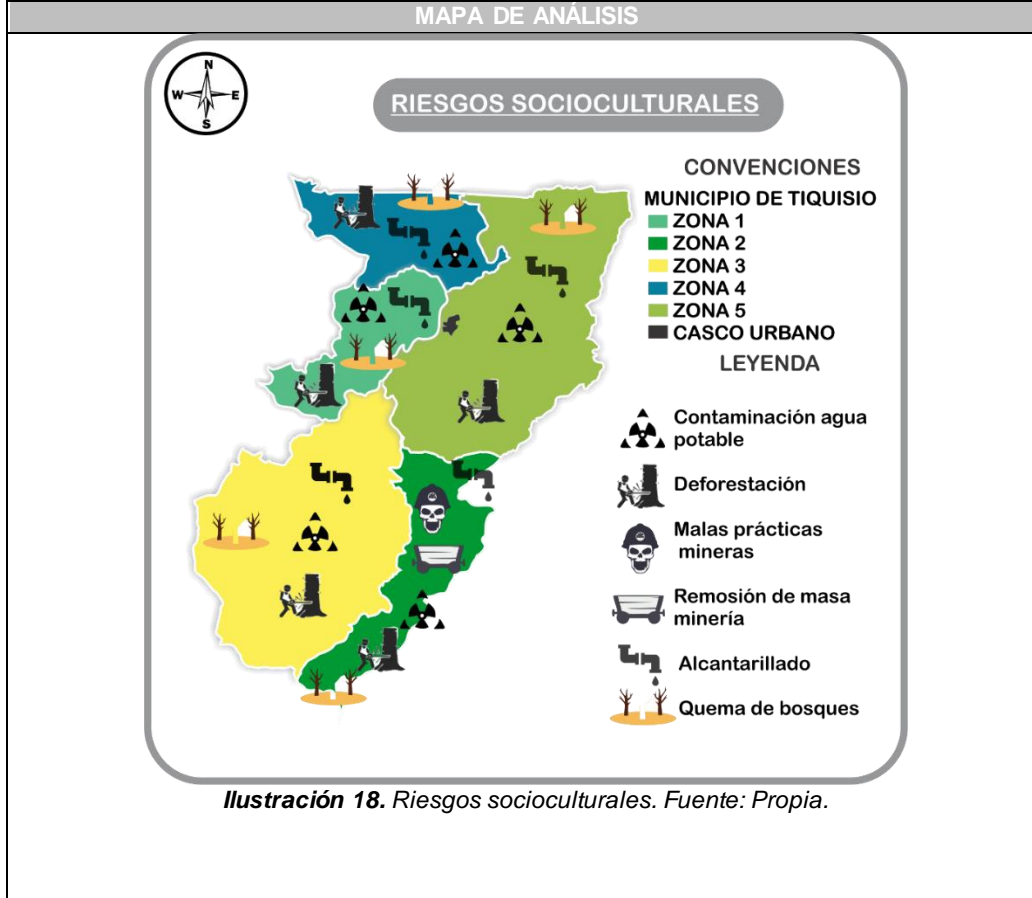 MAPA DE ANÁLISIS
N
W E
S
RIESGOS SOCIOCULTURALES
CONVENCIONES
MUNICIPIO DE TIQUISIO
ZONA 1
ZONA 2
ZONA 3
ZONA 4
ZONA 5
CASCO URBANO
LEYENDA
Contaminación agua
potable
Deforestación
Malas prácticas
mineras
Remosión de masa
minería
Alcantarillado
Quema de bosques
Ilustración 18. Riesgos socioculturales. Fuente: Propia.